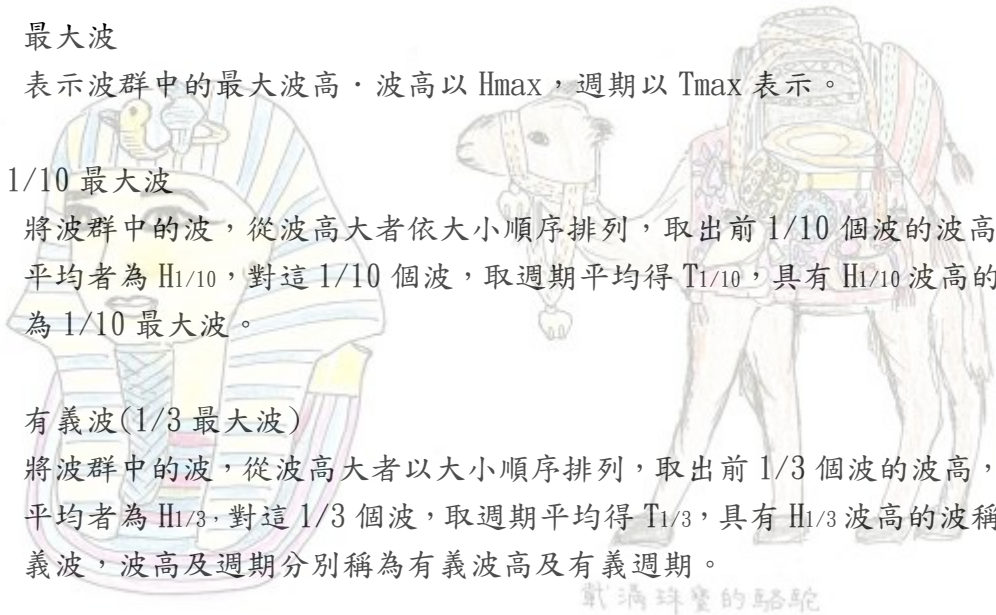 最大波
表示波群中的最大波高．波高以 Hmax，週期以 Tmax 表示。
1/10 最大波
將波群中的波，從波高大者依大小順序排列，取出前 1/10 個波的波高
平均者為 H1/10，對這 1/10 個波，取週期平均得 T1/10，具有 H1/10 波高的
為 1/10 最大波。
有義波(1/3 最大波)
將波群中的波，從波高大者以大小順序排列，取出前 1/3 個波的波高，
平均者為 H1/3，對這 1/3 個波，取週期平均得 T1/3，具有 H1/3 波高的波稱
義波，波高及週期分別稱為有義波高及有義週期。
戴滿珠寶的駱駝